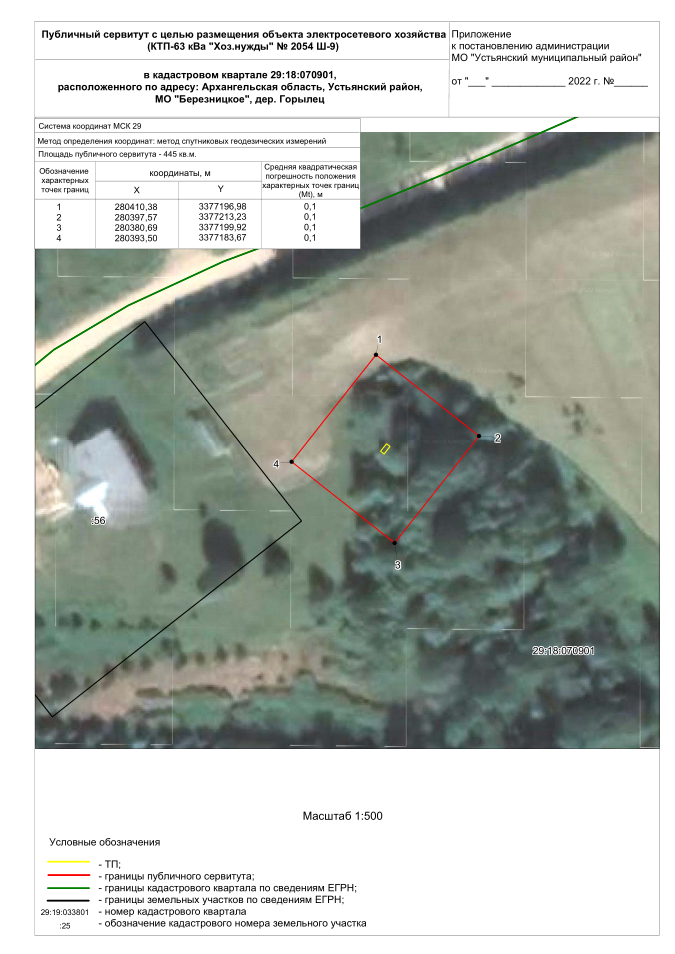 Публичный сервитут с целью размещения объекта электросетевого хозяйства
(КТП-63 кВа "Хоз.нужды" № 2054 Ш-9)
в кадастровом квартале 29:18:070901,
расположенного по адресу: Архангельская область, Устьянский район,
МО "Березницкое", дер. Горылец
Приложение
к постановлению администрации
МО "Устьянский муниципальный район"
от "___" _____________ 2022 г. №______
Система координат МСК 29
Метод определения координат: метод спутниковых геодезических измерений
Площадь публичного сервитута - 445 кв.м.
Обозначение характерных точек границ
координаты, м
X
Y
Средняя квадратическая погрешность положения характерных точек границ (Mt), м
1 280410,38 3377196,98 0,1
2 280397,57 3377213,23 0,1
3 280380,69 3377199,92 0,1
4 280393,50 3377183,67 0,1
1
2
4
:56
3
29:18:070901
Масштаб 1:500
Условные обозначения
- ТП;
- границы публичного сервитута;
- границы кадастрового квартала по сведениям ЕГРН;
- границы земельных участков по сведениям ЕГРН;
29:19:033801 - номер кадастрового квартала
:25 - обозначение кадастрового номера земельного участка